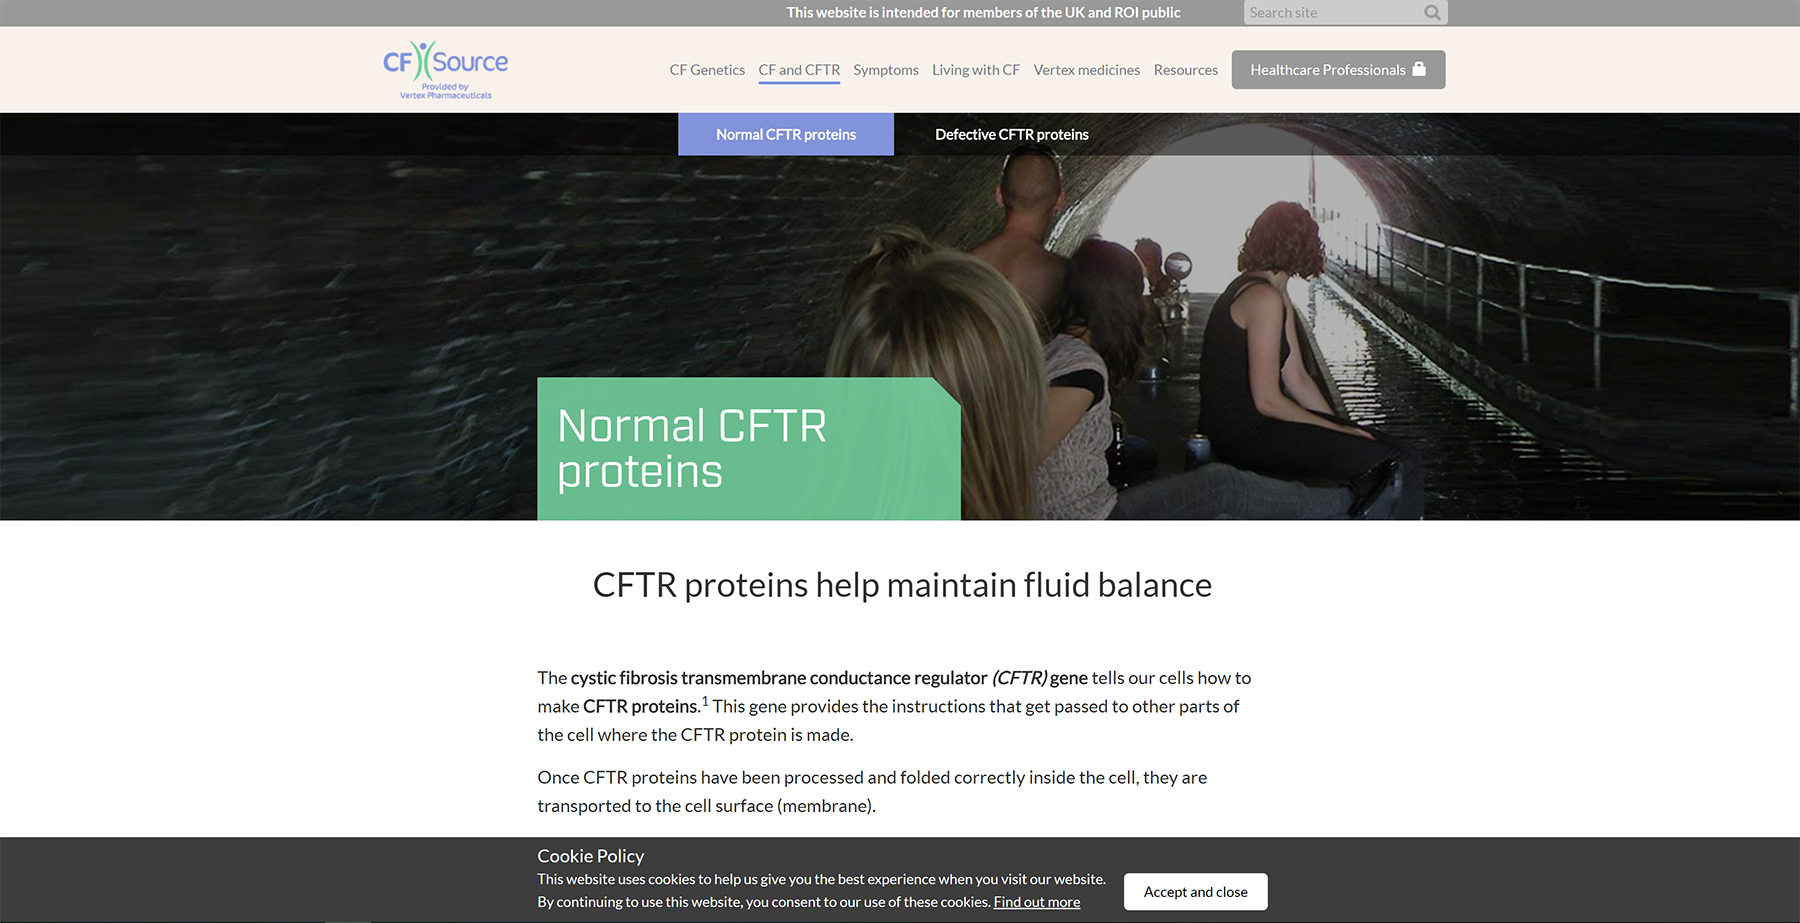 This website is intended for members of the UK and ROI public
Search site
CF Source
Provided by
Vertex Pharmaceuticals
CF Genetics
CF and CFTR
Symptoms
Living with CF
Vertex medicines
Resources
Healthcare Professionals
Normal CFTR proteins
Defective CFTR proteins
Normal CFTR
proteins
CFTR proteins help maintain fluid balance
The cystic fibrosis transmembrane conductance regulator (CFTR) gene tells our cells how to
make CFTR proteins.¹ This gene provides the instructions that get passed to other parts of
the cell where the CFTR protein is made.
Once CFTR proteins have been processed and folded correctly inside the cell, they are
transported to the cell surface (membrane).
Cookie Policy
This website uses cookies to help us give you the best experience when you visit our website.
By continuing to use this website, you consent to our use of these cookies. Find out more
Accept and close